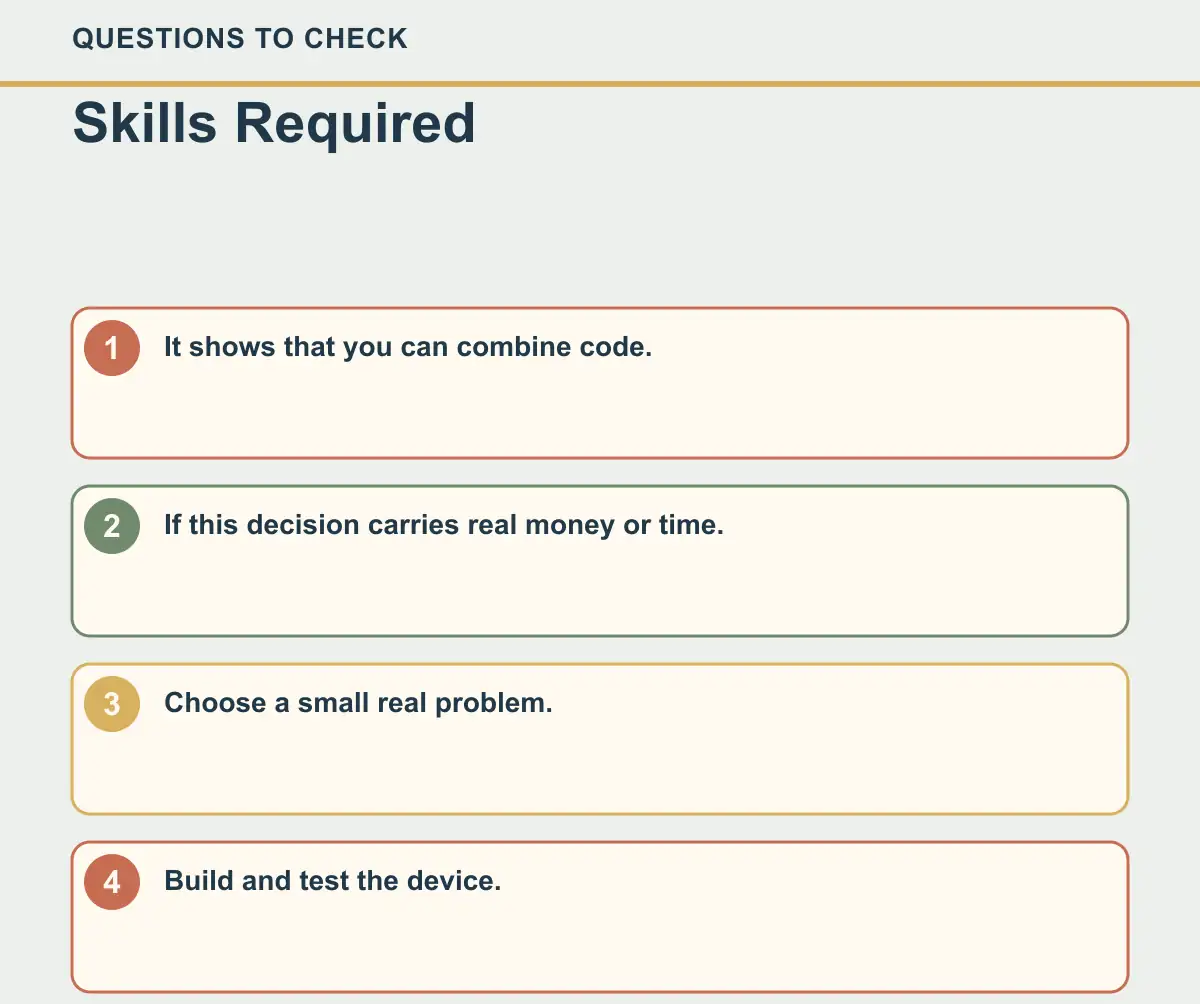 QUESTIONS TO CHECK
Skills Required
1
It shows that you can combine code.
2
If this decision carries real money or time.
3
Choose a small real problem.
4
Build and test the device.